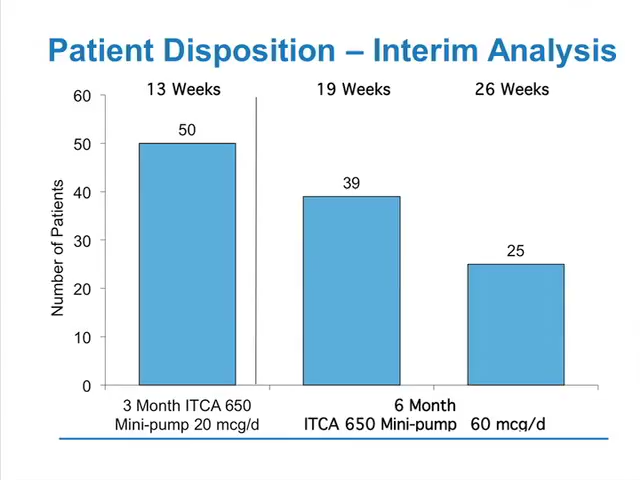 Patient Disposition – Interim Analysis
13 Weeks 19 Weeks 26 Weeks
60
50
40
30
20
10
0
Number of Patients
50
39
25
3 Month ITCA 650
Mini-pump 20 mcg/d
6 Month
ITCA 650 Mini-pump 60 mcg/d